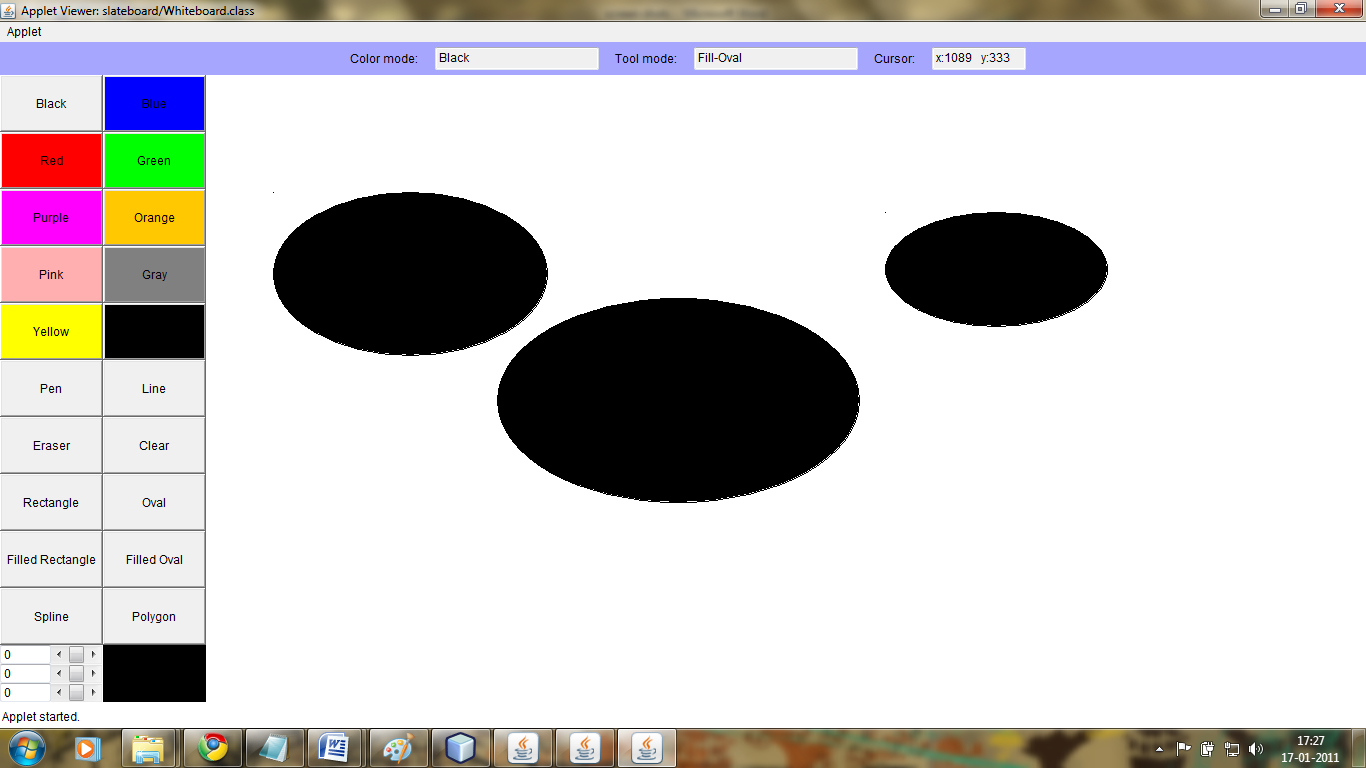 Applet Viewer: slateboard/Whiteboard.class
Applet
Color mode: Black Tool mode: Fill-Oval Cursor: x:1089 y:333
Black Blue
Red Green
Purple Orange
Pink Gray
Yellow
Pen Line
Eraser Clear
Rectangle Oval
Filled Rectangle Filled Oval
Spline Polygon
0
0
0
Applet started.
17:27
17-01-2011